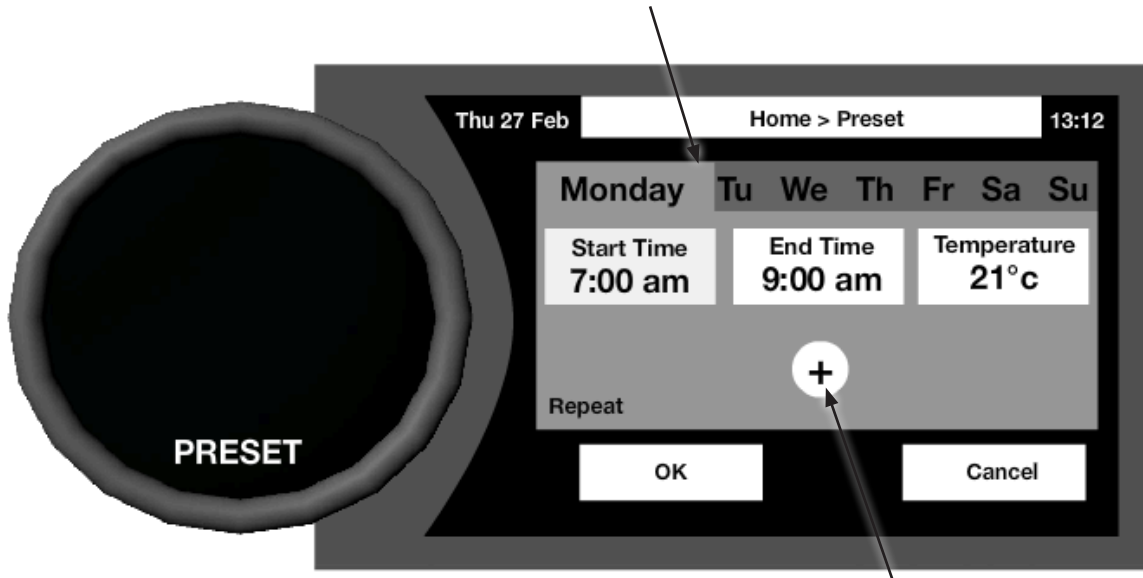 Thu 27 Feb Home > Preset 13:12
Monday Tu We Th Fr Sa Su
Start Time End Time Temperature
7:00 am 9:00 am 21°c
+
Repeat
PRESET
OK Cancel